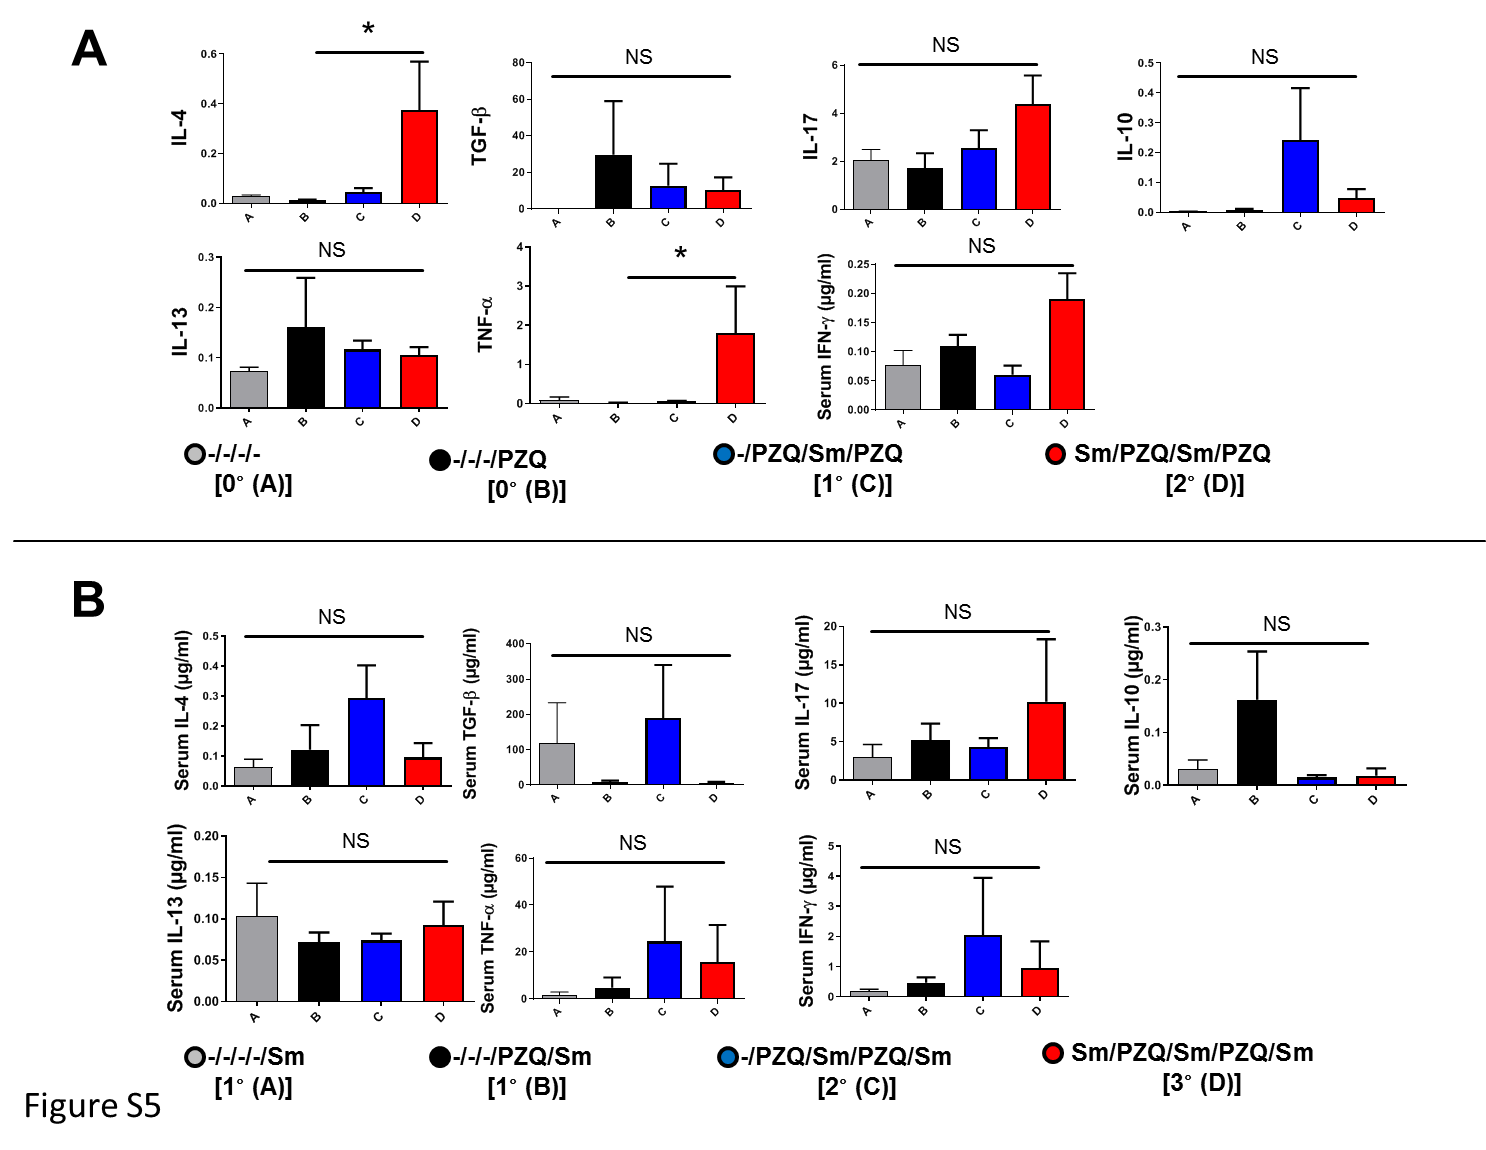 A
*
IL-4
0.6
0.4
0.2
0.0
A B C D
NS
TGF-β
80
60
40
20
0
A B C D
NS
IL-17
6
4
2
0
A B C D
NS
IL-10
0.5
0.4
0.3
0.2
0.1
0.0
A B C D
NS
IL-13
0.3
0.2
0.1
0.0
A B C D
*
TNF-α
4
3
2
1
0
A B C D
NS
Serum IFN-γ (µg/ml)
0.25
0.20
0.15
0.10
0.05
0.00
A B C D
-/-/-/-
[0° (A)]
-/-/-/PZQ
[0° (B)]
-/PZQ/Sm/PZQ
[1° (C)]
Sm/PZQ/Sm/PZQ
[2° (D)]
B
NS
Serum IL-4 (µg/ml)
0.5
0.4
0.3
0.2
0.1
0.0
A B C D
NS
Serum TGF-β (µg/ml)
400
300
200
100
0
A B C D
NS
Serum IL-17 (µg/ml)
20
15
10
5
0
A B C D
NS
Serum IL-10 (µg/ml)
0.3
0.2
0.1
0.0
A B C D
NS
Serum IL-13 (µg/ml)
0.20
0.15
0.10
0.05
0.00
A B C D
NS
Serum TNF-α (µg/ml)
60
40
20
0
A B C D
NS
Serum IFN-γ (µg/ml)
5
4
3
2
1
0
A B C D
-/-/-/-/Sm
[1° (A)]
-/-/-/PZQ/Sm
[1° (B)]
-/PZQ/Sm/PZQ/Sm
[2° (C)]
Sm/PZQ/Sm/PZQ/Sm
[3° (D)]
Figure S5